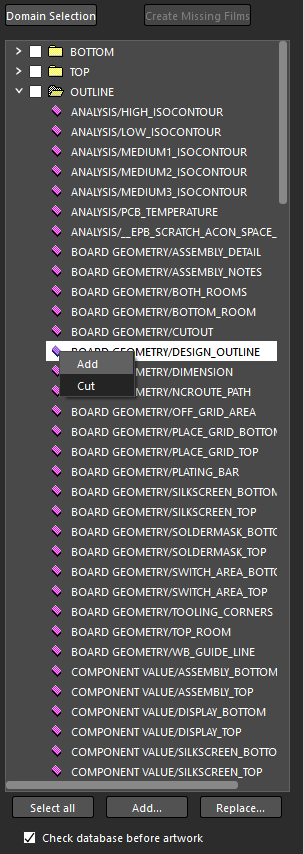 Domain Selection
Create Missing Films
BOTTOM
TOP
OUTLINE
ANALYSIS/HIGH_ISOCONTOUR
ANALYSIS/LOW_ISOCONTOUR
ANALYSIS/MEDIUM1_ISOCONTOUR
ANALYSIS/MEDIUM2_ISOCONTOUR
ANALYSIS/MEDIUM3_ISOCONTOUR
ANALYSIS/PCB_TEMPERATURE
ANALYSIS/__EPB_SCRATCH_ACON_SPACE_
BOARD GEOMETRY/ASSEMBLY_DETAIL
BOARD GEOMETRY/ASSEMBLY_NOTES
BOARD GEOMETRY/BOTH_ROOMS
BOARD GEOMETRY/BOTTOM_ROOM
BOARD GEOMETRY/CUTOUT
BOARD GEOMETRY/DESIGN_OUTLINE
Add
METRY/DIMENSION
Cut
METRY/NCROUTE_PATH
BOARD GEOMETRY/OFF_GRID_AREA
BOARD GEOMETRY/PLACE_GRID_BOTTOM
BOARD GEOMETRY/PLACE_GRID_TOP
BOARD GEOMETRY/PLATING_BAR
BOARD GEOMETRY/SILKSCREEN_BOTTOM
BOARD GEOMETRY/SILKSCREEN_TOP
BOARD GEOMETRY/SOLDERMASK_BOTTC
BOARD GEOMETRY/SOLDERMASK_TOP
BOARD GEOMETRY/SWITCH_AREA_BOTTC
BOARD GEOMETRY/SWITCH_AREA_TOP
BOARD GEOMETRY/TOOLING_CORNERS
BOARD GEOMETRY/TOP_ROOM
BOARD GEOMETRY/WB_GUIDE_LINE
COMPONENT VALUE/ASSEMBLY_BOTTOM
COMPONENT VALUE/ASSEMBLY_TOP
COMPONENT VALUE/DISPLAY_BOTTOM
COMPONENT VALUE/DISPLAY_TOP
COMPONENT VALUE/SILKSCREEN_BOTTO
COMPONENT VALUE/SILKSCREEN_TOP
Select all
Add...
Replace...
Check database before artwork